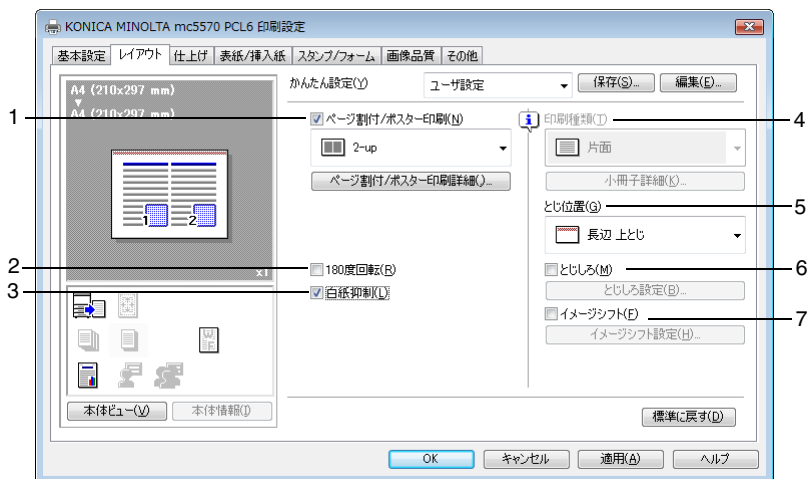 KONICA MINOLTA mc5570 PCL6 印刷設定
基本設定 レイアウト 仕上げ 表紙/挿入紙 スタンプ/フォーム 画像品質 その他
A4 (210x297 mm)
A4 (210x297 mm)
1 2
x1
本体ビュー(V) 本体情報(I)
かんたん設定(Y) ユーザ設定 保存(S)... 編集(E)...
1
ページ割付/ポスター印刷(N)
2-up
ページ割付/ポスター印刷詳細(,)...
2
180度回転(R)
3
白紙抑制(L)
印刷種類(T)
4
片面
小冊子詳細(K)...
とじ位置(G)
5
長辺 上とじ
とじしろ(M)
6
とじしろ設定(B)...
イメージシフト(F)
7
イメージシフト設定(H)...
標準に戻す(D)
OK キャンセル 適用(A) ヘルプ